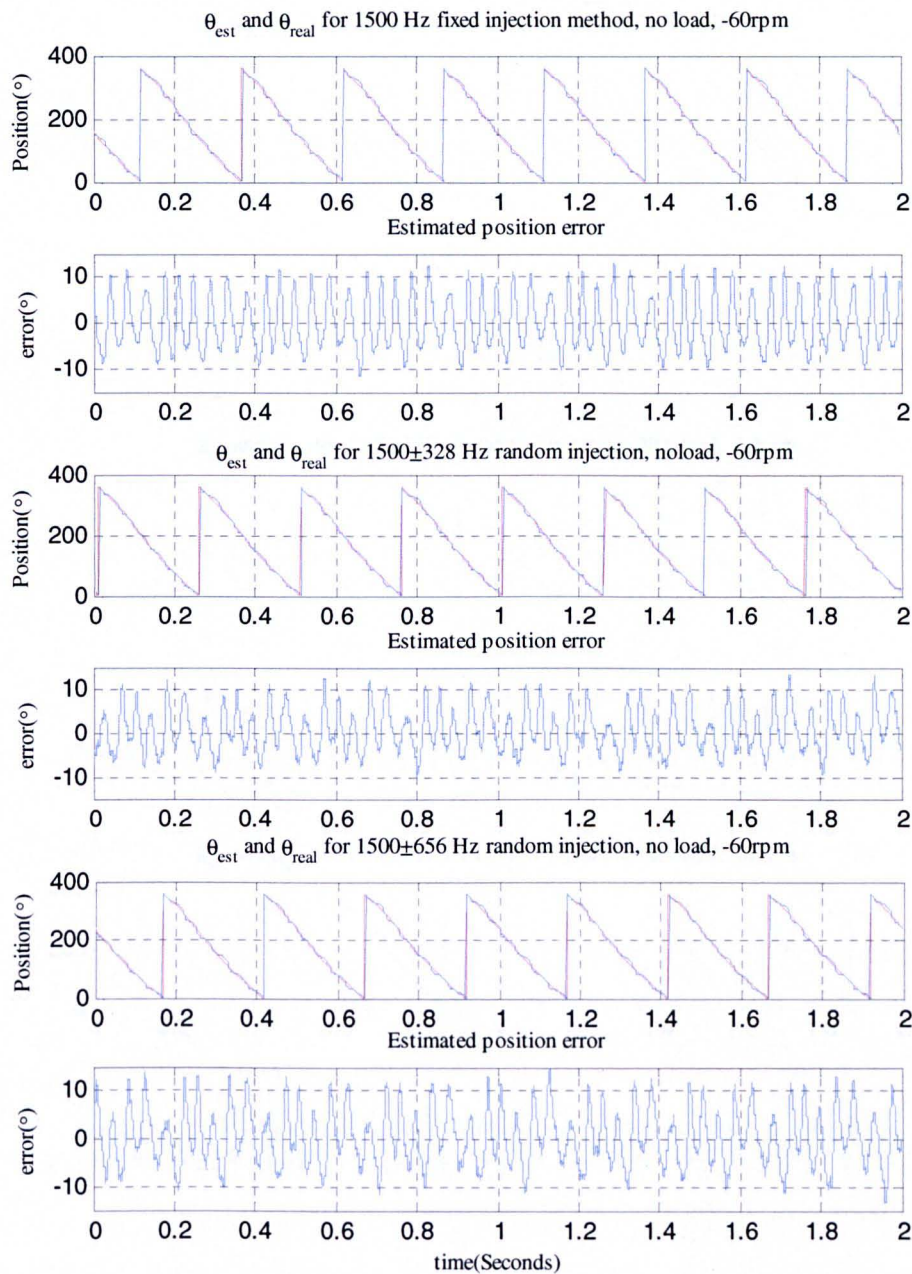 θest and θreal for 1500 Hz fixed injection method, no load, -60rpm
400
200
0
Position(°)
0 0.2 0.4 0.6 0.8 1 1.2 1.4 1.6 1.8 2
Estimated position error
10
0
-10
error(°)
0 0.2 0.4 0.6 0.8 1 1.2 1.4 1.6 1.8 2
θest and θreal for 1500±328 Hz random injection, noload, -60rpm
400
200
0
Position(°)
0 0.2 0.4 0.6 0.8 1 1.2 1.4 1.6 1.8 2
Estimated position error
10
0
-10
error(°)
0 0.2 0.4 0.6 0.8 1 1.2 1.4 1.6 1.8 2
θest and θreal for 1500±656 Hz random injection, no load, -60rpm
400
200
0
Position(°)
0 0.2 0.4 0.6 0.8 1 1.2 1.4 1.6 1.8 2
Estimated position error
10
0
-10
error(°)
0 0.2 0.4 0.6 0.8 1 1.2 1.4 1.6 1.8 2
time(Seconds)